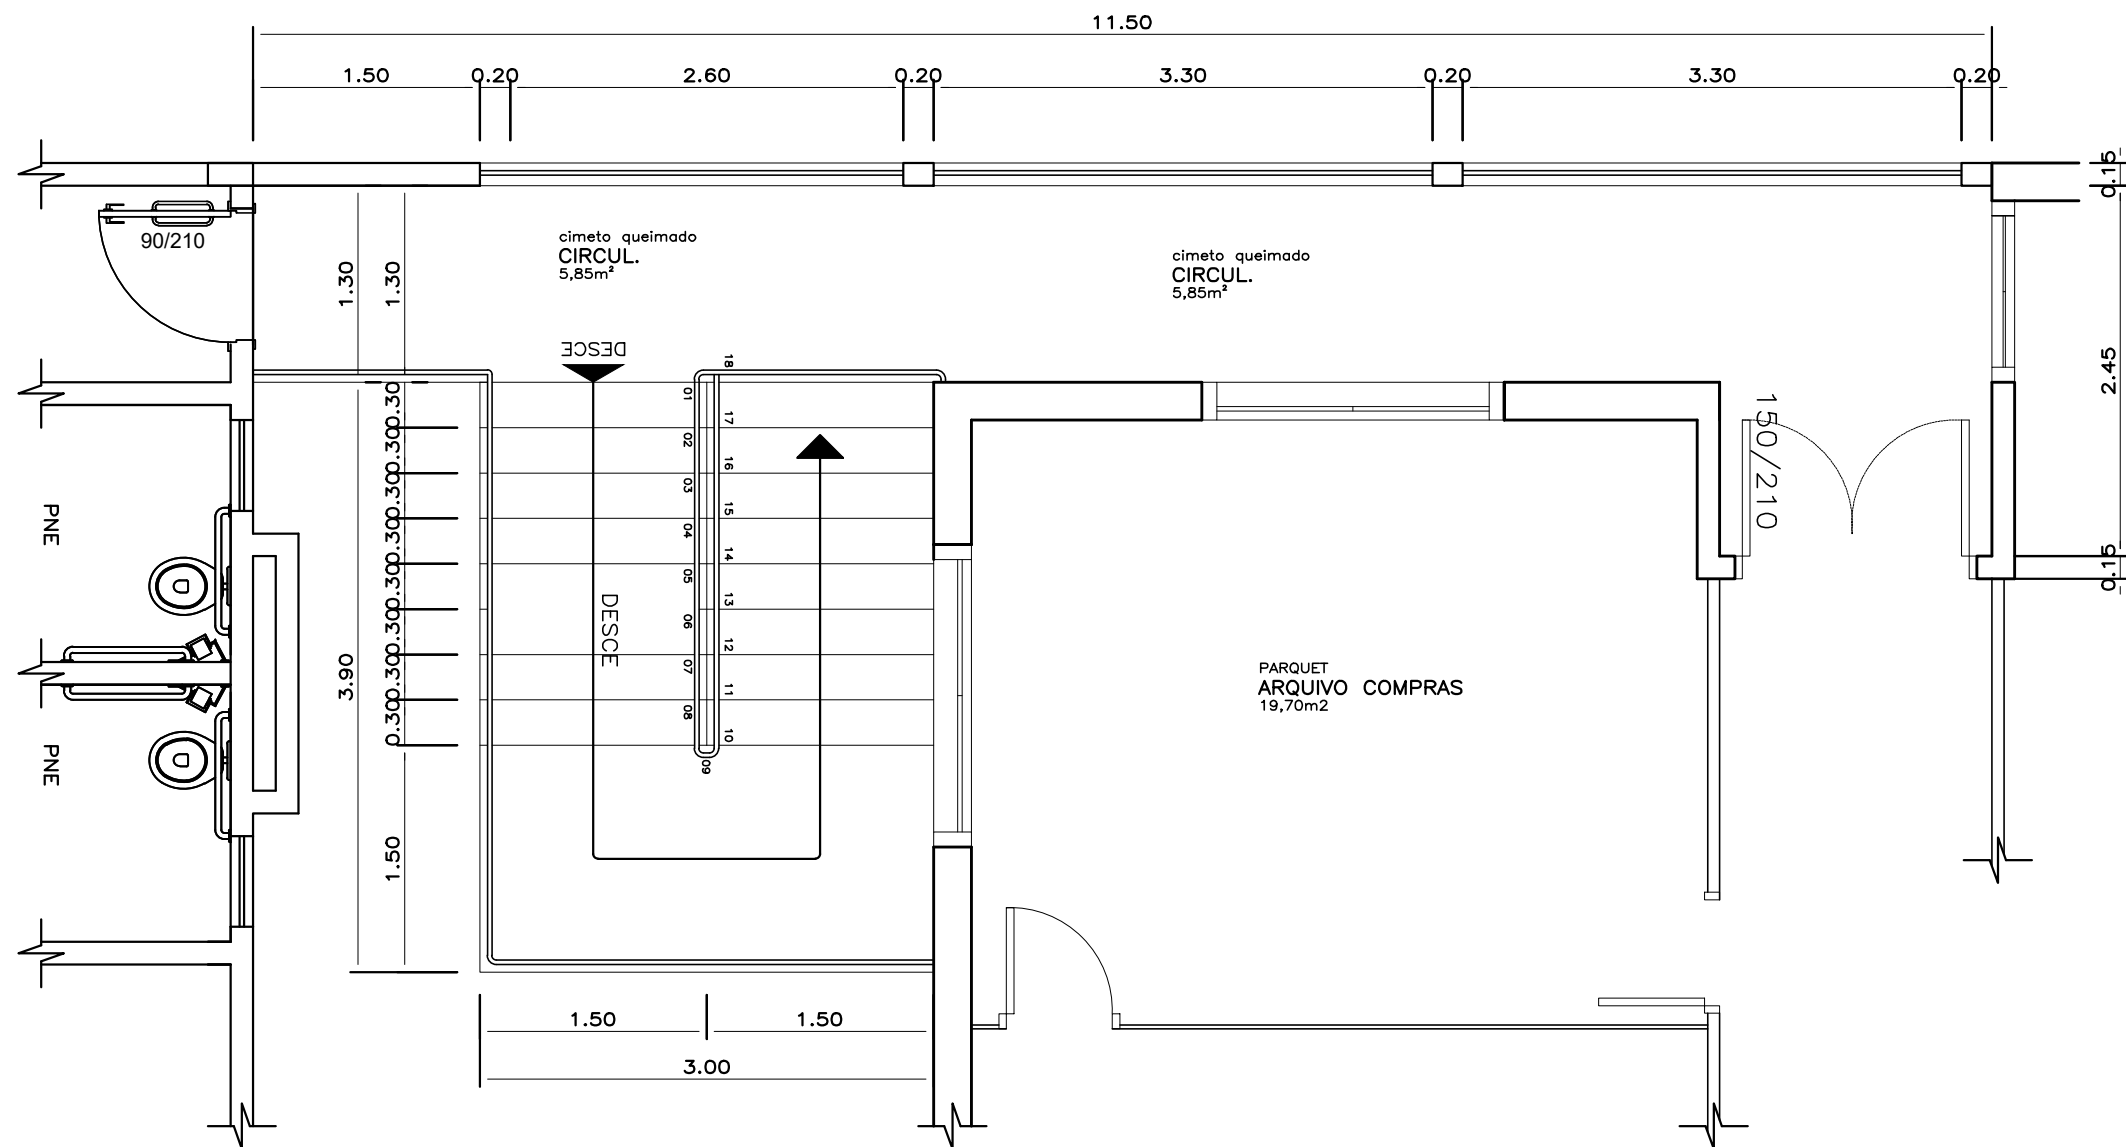 11.50
1.50 0.20 2.60 0.20 3.30 0.20 3.30 0.20
0.15
90/210
cimeto queimado
CIRCUL.
5,85m²
cimeto queimado
CIRCUL.
5,85m²
1.30
1.30
DESCE
2.45
150/210
0.15
18
01
17
02
16
03
15
04
14
05
13
06
12
07
11
08
10
09
0.30
0.30
0.30
0.30
0.30
0.30
0.30
0.30
PNE
DESCE
3.90
PARQUET
ARQUIVO COMPRAS
19,70m2
PNE
1.50
1.50 1.50
3.00